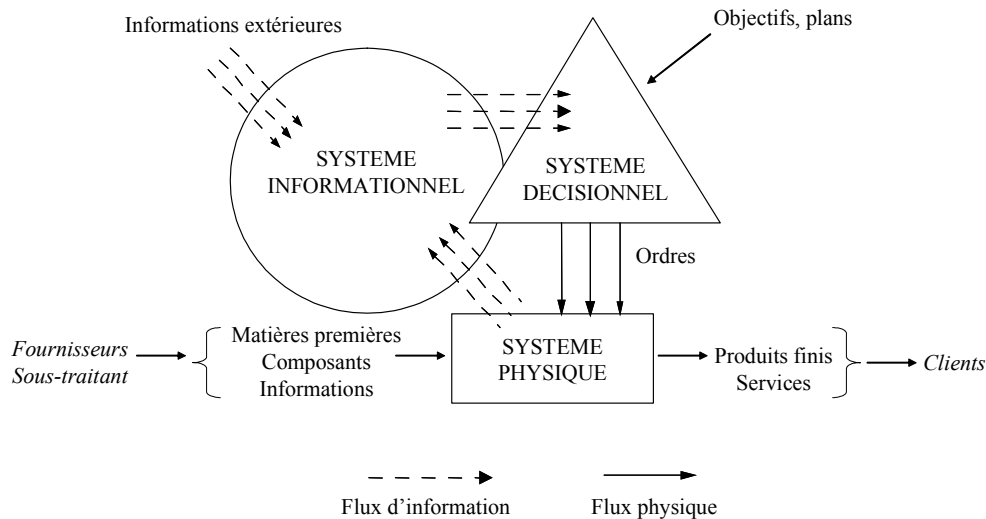 Informations extérieures
Objectifs, plans
SYSTEME
INFORMATIONNEL
SYSTEME
DECISIONNEL
Ordres
Fournisseurs
Sous-traitant
Matières premières
Composants
Informations
SYSTEME
PHYSIQUE
Produits finis
Services
Clients
Flux d’information
Flux physique